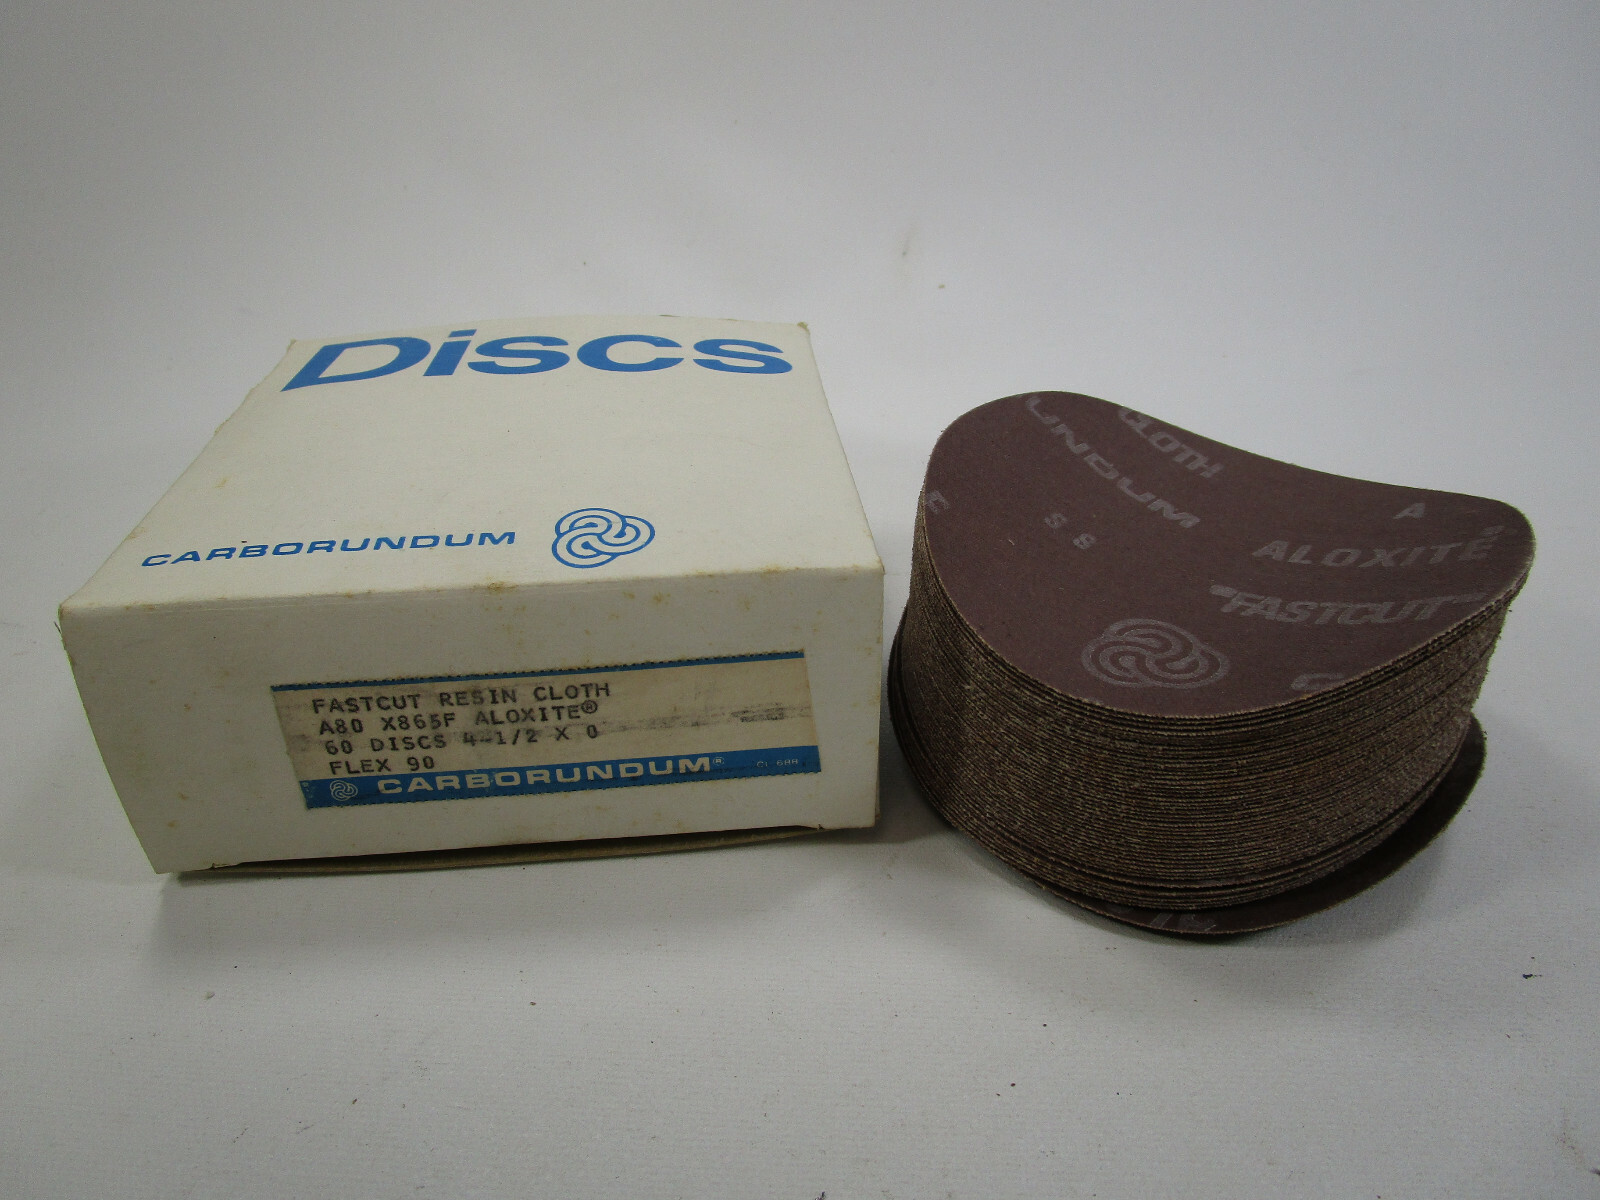 Discs
CARBORUNDUM
FASTCUT RESIN CLOTH
A80 X865F ALOXITE®
60 DISCS 4-1/2 X 0
FLEX 90
CARBORUNDUM®
CLOTH
UNDUM
A
E
ALOXITE
"FASTCUT"